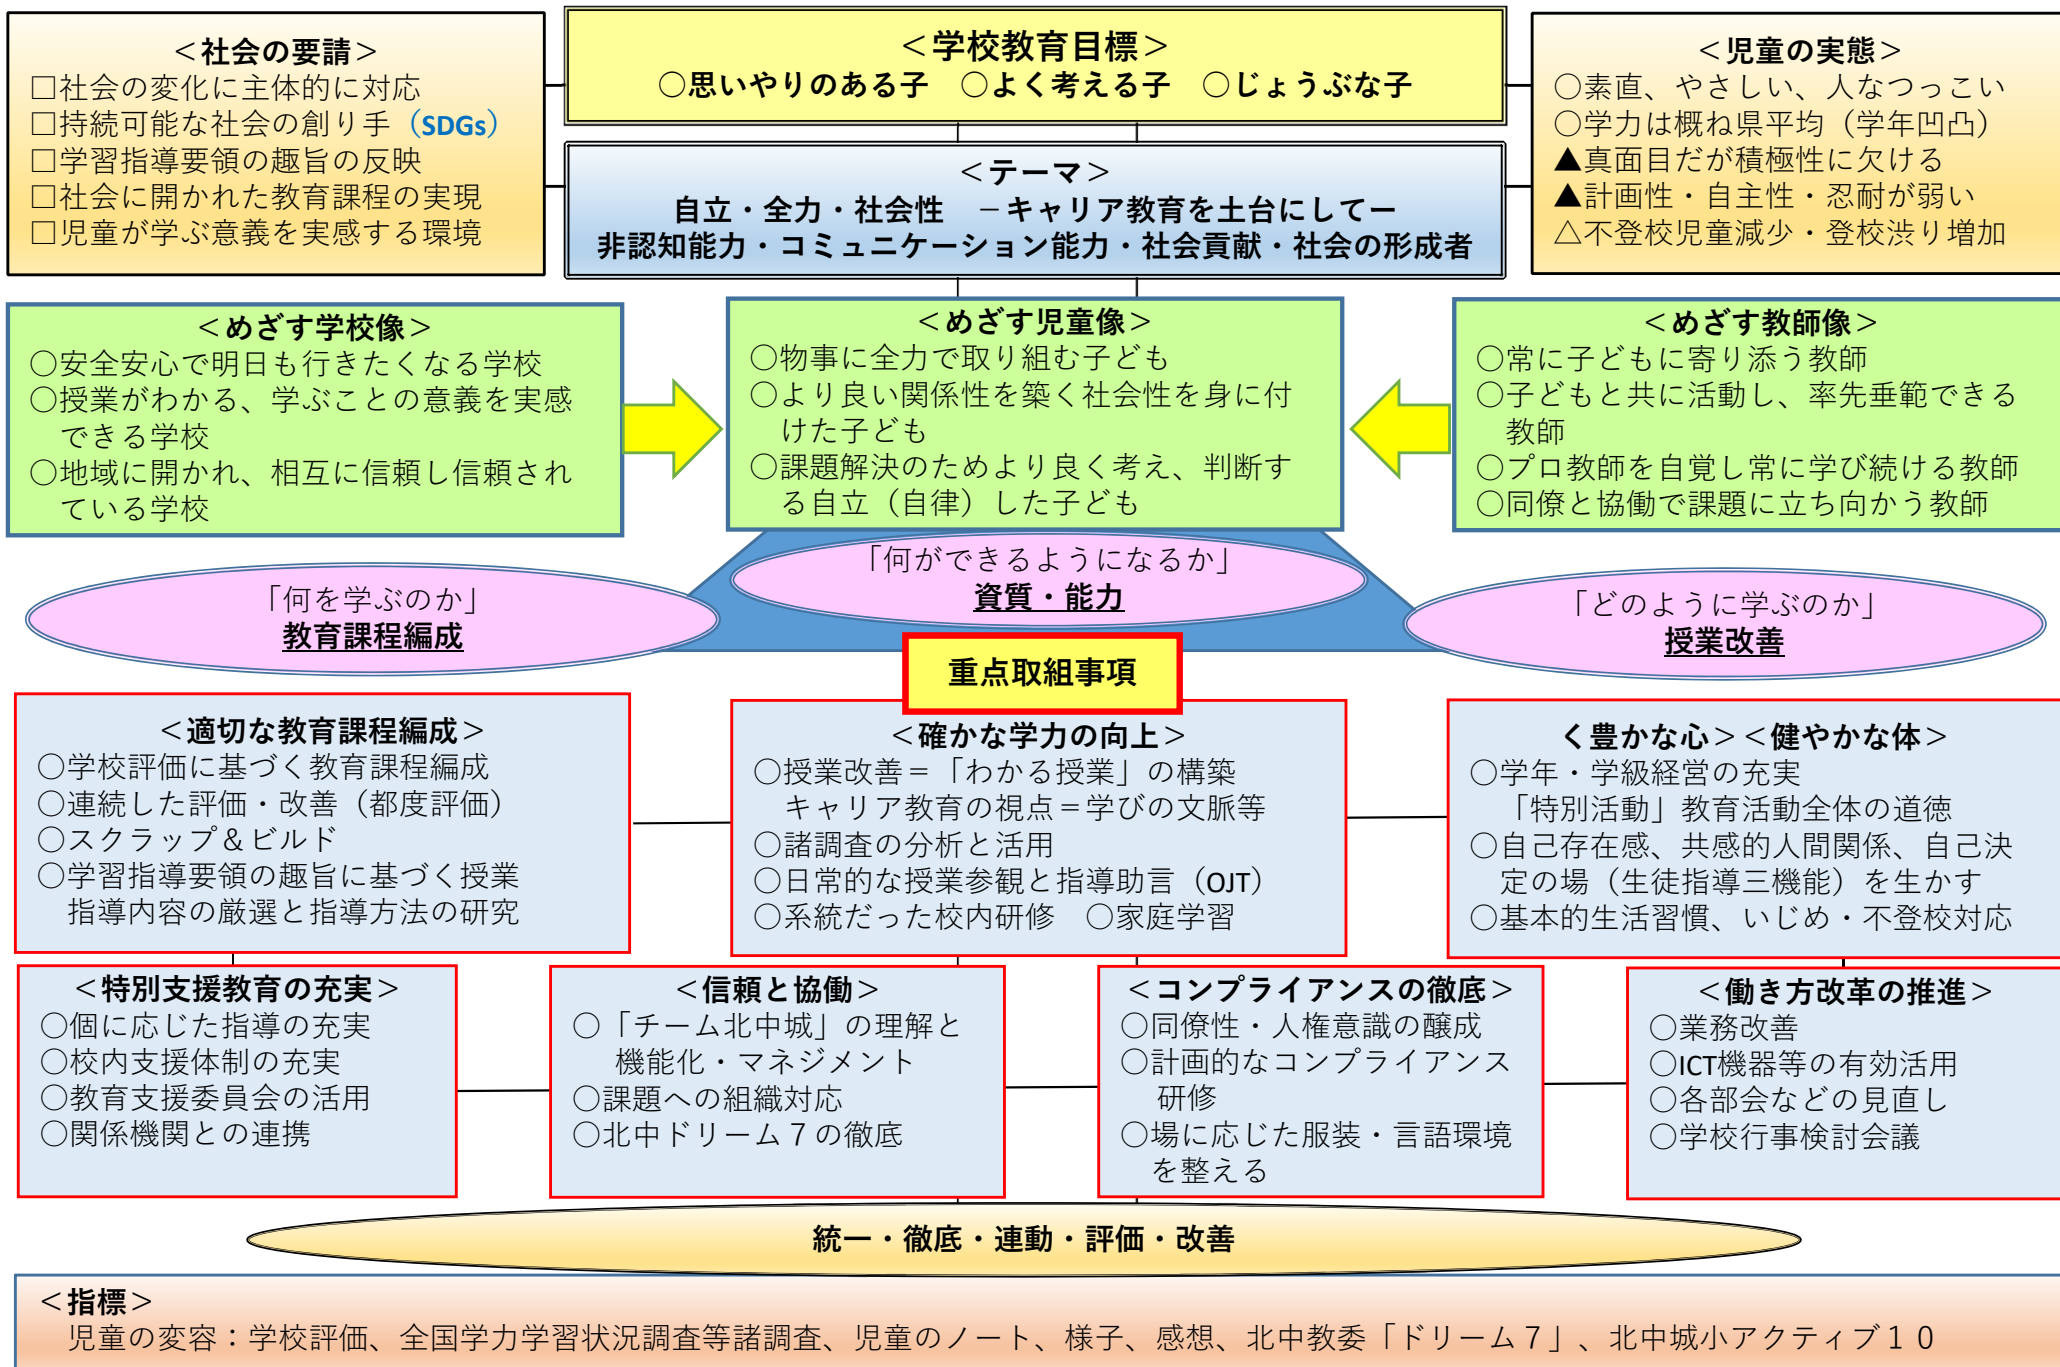 ＜社会の要請＞
□社会の変化に主体的に対応
□持続可能な社会の創り手（SDGs）
□学習指導要領の趣旨の反映
□社会に開かれた教育課程の実現
□児童が学ぶ意義を実感する環境
＜学校教育目標＞
○思いやりのある子　○よく考える子　○じょうぶな子
＜テーマ＞
自立・全力・社会性　－キャリア教育を土台にしてー
非認知能力・コミュニケーション能力・社会貢献・社会の形成者
＜児童の実態＞
○素直、やさしい、人なつっこい
○学力は概ね県平均（学年凹凸）
▲真面目だが積極性に欠ける
▲計画性・自主性・忍耐が弱い
△不登校児童減少・登校渋り増加
＜めざす学校像＞
○安全安心で明日も行きたくなる学校
○授業がわかる、学ぶことの意義を実感
できる学校
○地域に開かれ、相互に信頼し信頼され
ている学校
＜めざす児童像＞
○物事に全力で取り組む子ども
○より良い関係性を築く社会性を身に付
けた子ども
○課題解決のためより良く考え、判断す
る自立（自律）した子ども
＜めざす教師像＞
○常に子どもに寄り添う教師
○子どもと共に活動し、率先垂範できる
教師
○プロ教師を自覚し常に学び続ける教師
○同僚と協働で課題に立ち向かう教師
「何を学ぶのか」
教育課程編成
「何ができるようになるか」
資質・能力
「どのように学ぶのか」
授業改善
重点取組事項
＜適切な教育課程編成＞
○学校評価に基づく教育課程編成
○連続した評価・改善（都度評価）
○スクラップ＆ビルド
○学習指導要領の趣旨に基づく授業
指導内容の厳選と指導方法の研究
＜確かな学力の向上＞
○授業改善＝「わかる授業」の構築
キャリア教育の視点＝学びの文脈等
○諸調査の分析と活用
○日常的な授業参観と指導助言（OJT）
○系統だった校内研修　○家庭学習
く豊かな心＞＜健やかな体＞
○学年・学級経営の充実
「特別活動」教育活動全体の道徳
○自己存在感、共感的人間関係、自己決
定の場（生徒指導三機能）を生かす
○基本的生活習慣、いじめ・不登校対応
＜特別支援教育の充実＞
○個に応じた指導の充実
○校内支援体制の充実
○教育支援委員会の活用
○関係機関との連携
＜信頼と協働＞
○「チーム北中城」の理解と
機能化・マネジメント
○課題への組織対応
○北中ドリーム７の徹底
＜コンプライアンスの徹底＞
○同僚性・人権意識の醸成
○計画的なコンプライアンス
研修
○場に応じた服装・言語環境
を整える
＜働き方改革の推進＞
○業務改善
○ICT機器等の有効活用
○各部会などの見直し
○学校行事検討会議
統一・徹底・連動・評価・改善
＜指標＞
児童の変容：学校評価、全国学力学習状況調査等諸調査、児童のノート、様子、感想、北中教委「ドリーム７」、北中城小アクティブ１０